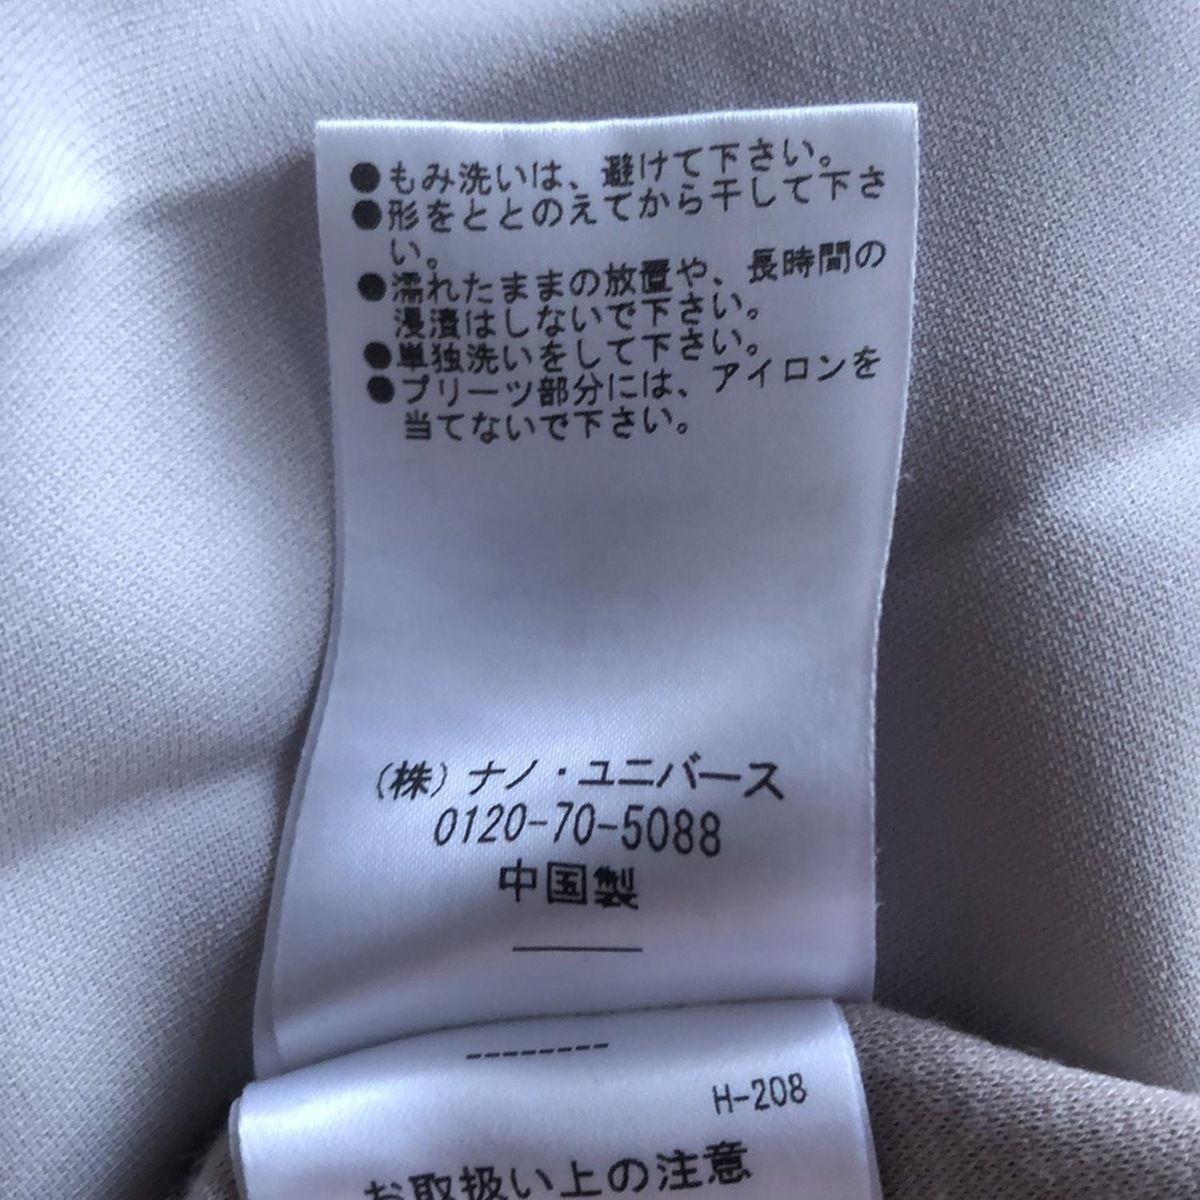 ●もみ洗いは、避けて下さい。
●形をととのえてから干して下さ
い。
●濡れたままの放置や、長時間の
浸漬はしないで下さい。
●単独洗いをして下さい。
●プリーツ部分には、アイロンを
当てないで下さい。
(株)ナノ・ユニバース
0120-70-5088
中国製
H-208
お取扱い上の注意